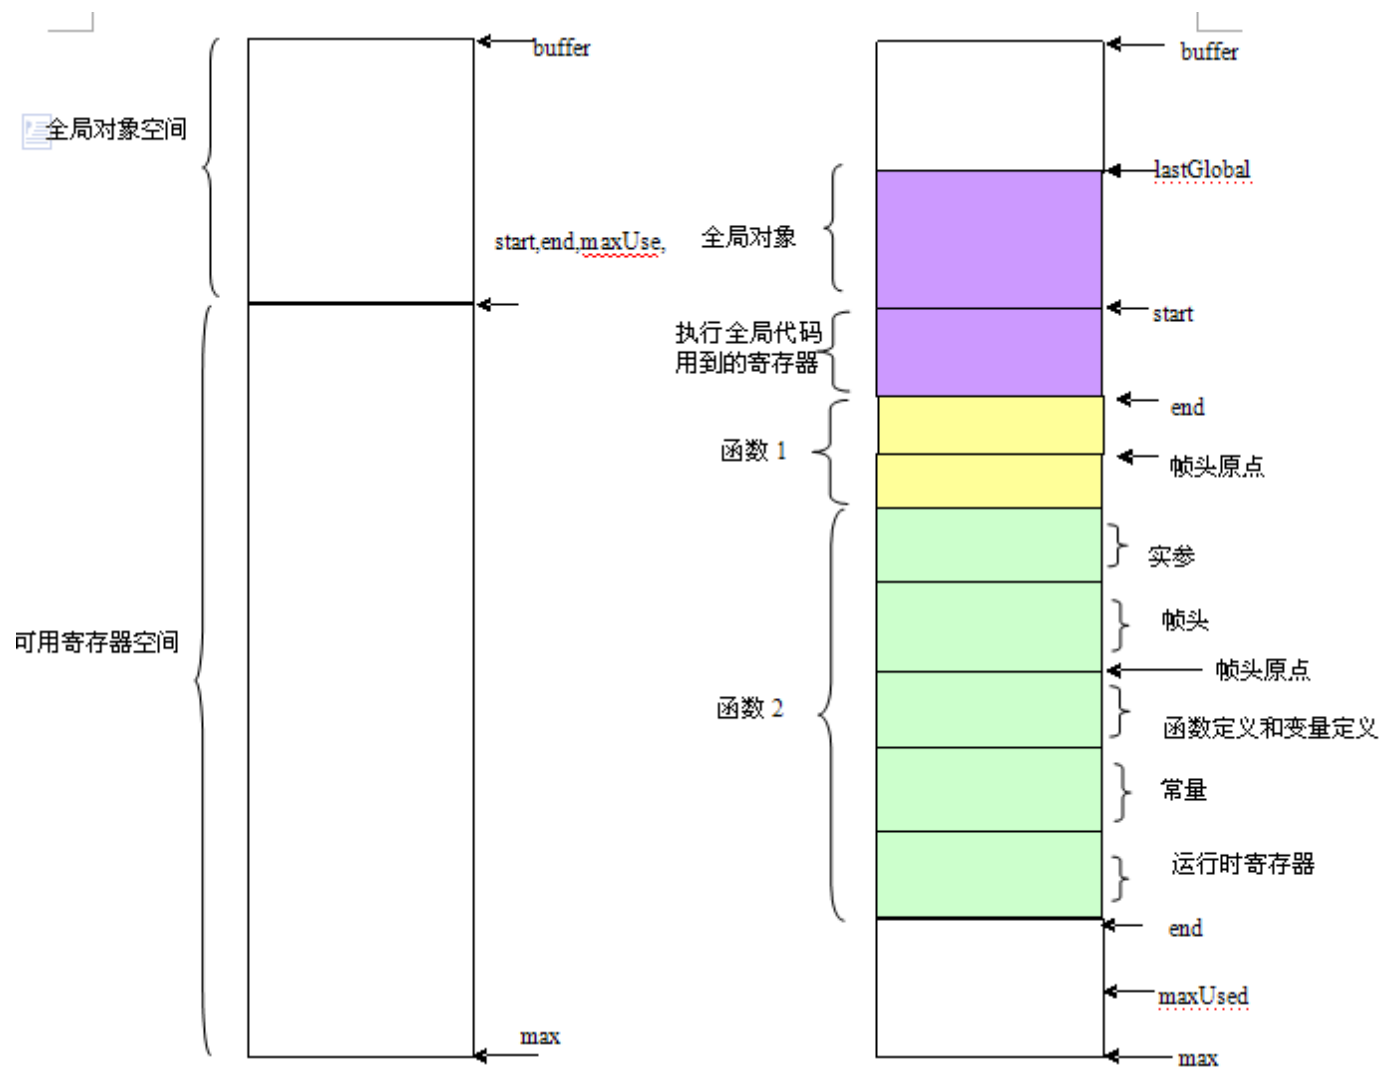 buffer
全局对象空间
start,end,maxUse,
可用寄存器空间
max
buffer
lastGlobal
全局对象
start
执行全局代码
用到的寄存器
end
函数 1
帧头原点
实参
帧头
帧头原点
函数 2
函数定义和变量定义
常量
运行时寄存器
end
maxUsed
max